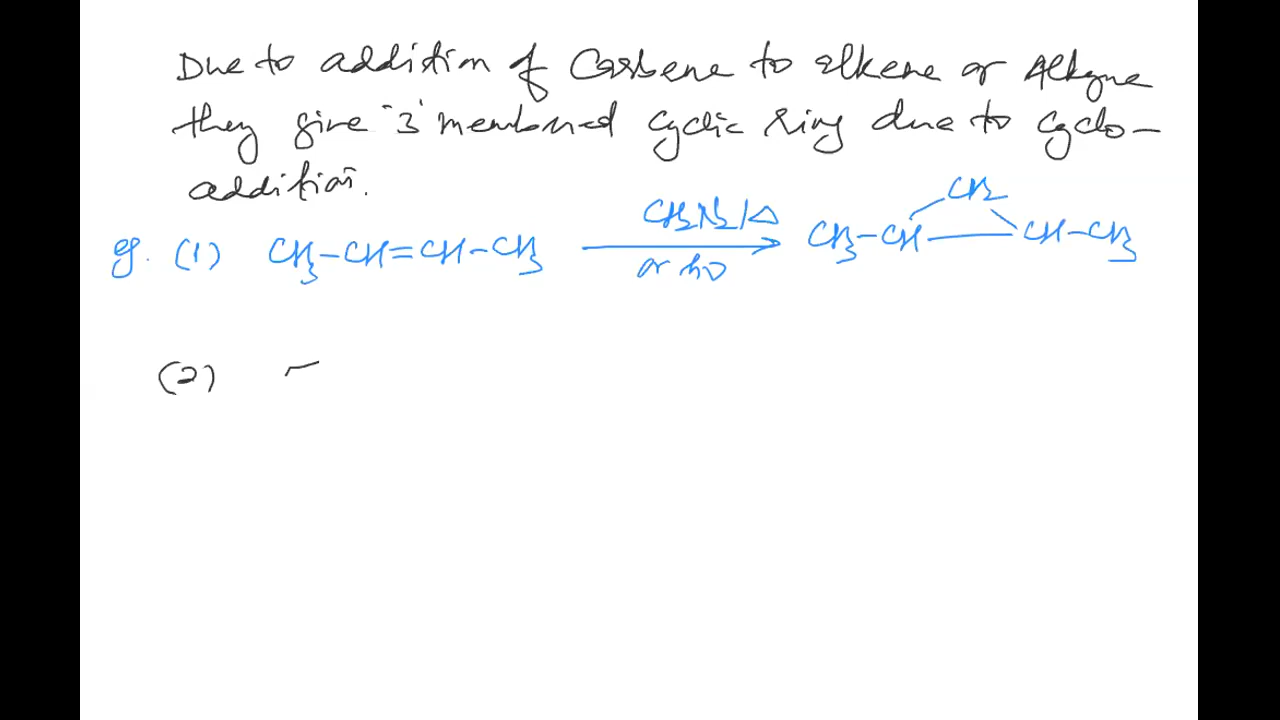 Due to addition of Carbene to alkene or Alkyne
they give '3' membered cyclic ring due to cyclo-
addition.
CH2
CH2N2/△
eg. (1) CH3-CH=CH-CH3 CH3-CH CH-CH3
or hν
(2)